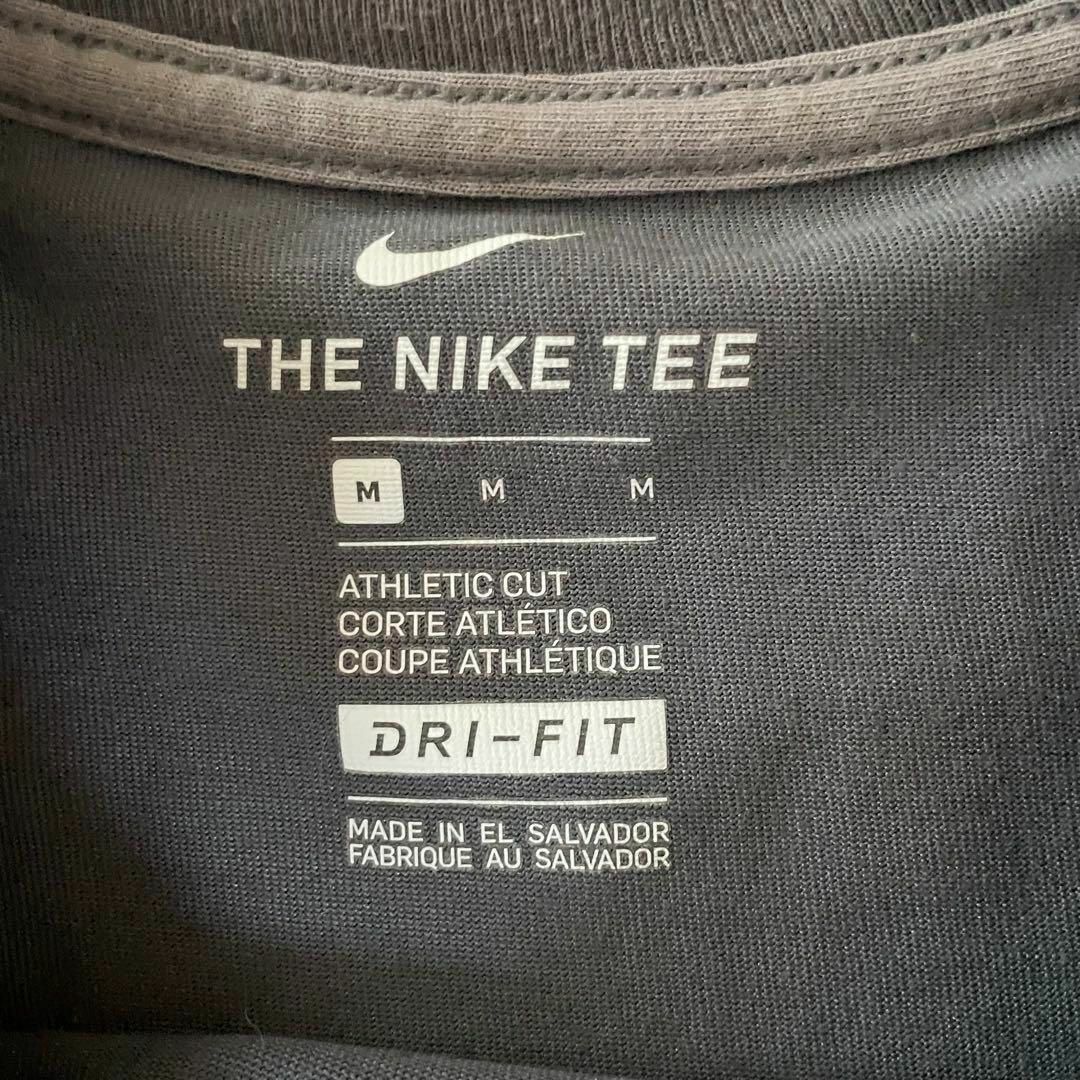 THE NIKE TEE
M M M
ATHLETIC CUT
CORTE ATLÉTICO
COUPE ATHLÉTIQUE
DRI-FIT
MADE IN EL SALVADOR
FABRIQUE AU SALVADOR